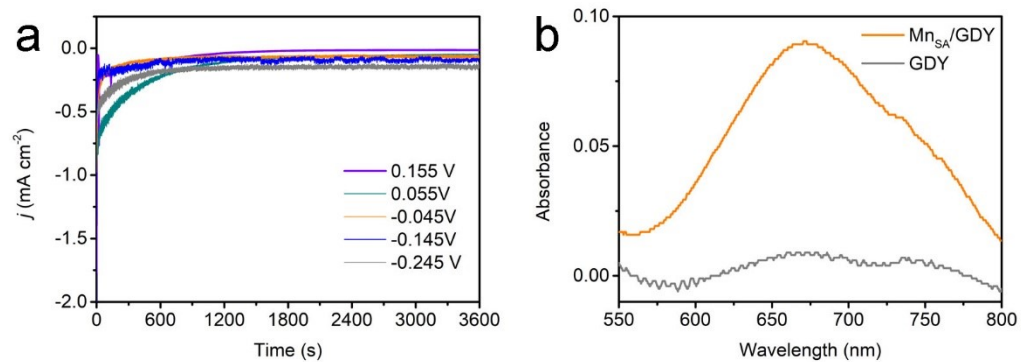 a
0.0
-0.5
-1.0
-1.5
-2.0
j (mA cm⁻²)
0.155 V
0.055V
-0.045V
-0.145V
-0.245 V
0 600 1200 1800 2400 3000 3600
Time (s)
b
0.10
0.05
0.00
Absorbance
Mn_SA/GDY
GDY
550 600 650 700 750 800
Wavelength (nm)